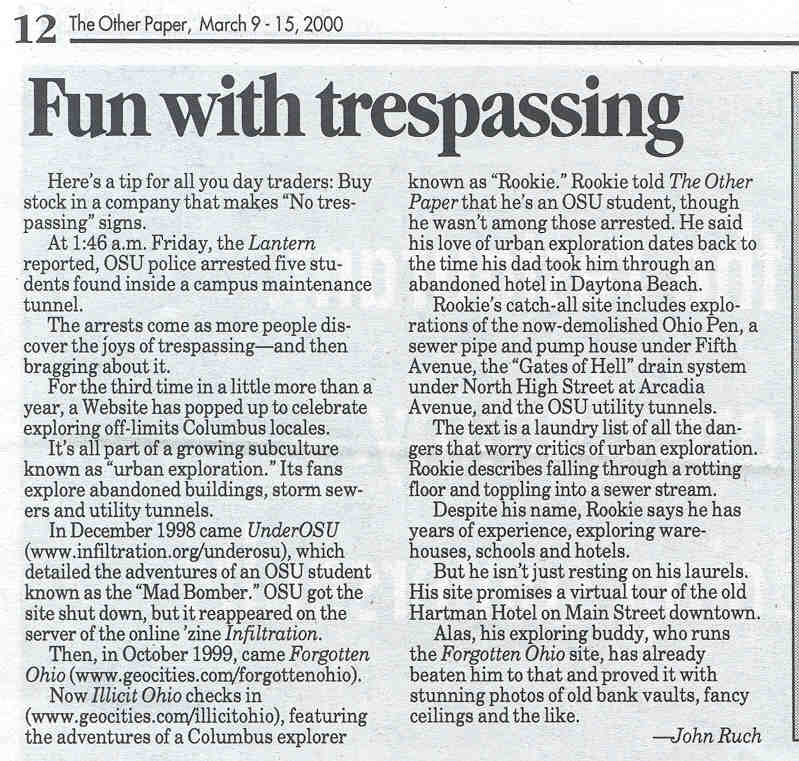 12 The Other Paper, March 9 - 15, 2000
Fun with trespassing
Here's a tip for all you day traders: Buy
stock in a company that makes “No tres-
passing” signs.
At 1:46 a.m. Friday, the Lantern
reported, OSU police arrested five stu-
dents found inside a campus maintenance
tunnel.
The arrests come as more people dis-
cover the joys of trespassing—and then
bragging about it.
For the third time in a little more than a
year, a Website has popped up to celebrate
exploring off-limits Columbus locales.
It's all part of a growing subculture
known as “urban exploration.” Its fans
explore abandoned buildings, storm sew-
ers and utility tunnels.
In December 1998 came UnderOSU
(www.infiltration.org/underosu), which
detailed the adventures of an OSU student
known as the “Mad Bomber.” OSU got the
site shut down, but it reappeared on the
server of the online 'zine Infiltration.
Then, in October 1999, came Forgotten
Ohio (www.geocities.com/forgottenohio).
Now Illicit Ohio checks in
(www.geocities.com/illicitohio), featuring
the adventures of a Columbus explorer
known as “Rookie.” Rookie told The Other
Paper that he's an OSU student, though
he wasn't among those arrested. He said
his love of urban exploration dates back to
the time his dad took him through an
abandoned hotel in Daytona Beach.
Rookie's catch-all site includes explo-
rations of the now-demolished Ohio Pen, a
sewer pipe and pump house under Fifth
Avenue, the “Gates of Hell” drain system
under North High Street at Arcadia
Avenue, and the OSU utility tunnels.
The text is a laundry list of all the dan-
gers that worry critics of urban exploration.
Rookie describes falling through a rotting
floor and toppling into a sewer stream.
Despite his name, Rookie says he has
years of experience, exploring ware-
houses, schools and hotels.
But he isn't just resting on his laurels.
His site promises a virtual tour of the old
Hartman Hotel on Main Street downtown.
Alas, his exploring buddy, who runs
the Forgotten Ohio site, has already
beaten him to that and proved it with
stunning photos of old bank vaults, fancy
ceilings and the like.
—John Ruch